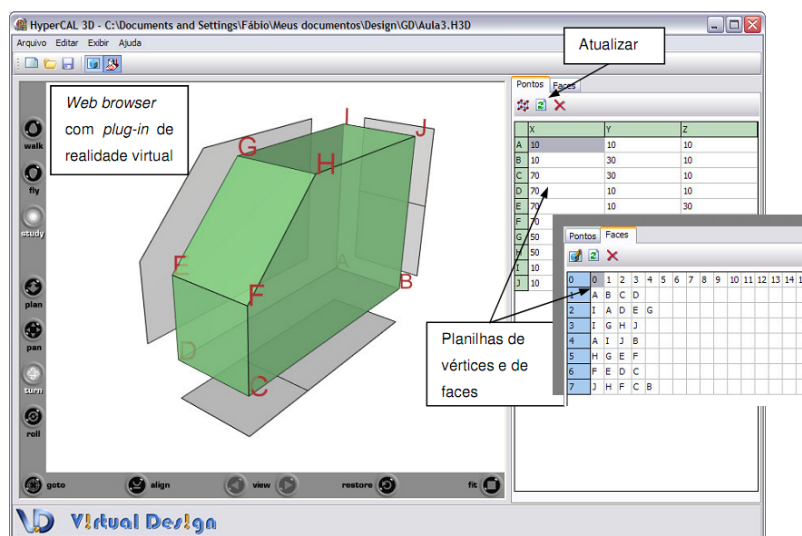 HyperCAL 3D - C:\Documents and Settings\Fábio\Meus documentos\Design\GD\Aula3.H3D
Arquivo Editar Exibir Ajuda
Atualizar
Web browser
com plug-in de
realidade virtual
walk
fly
study
plan
pan
turn
roll
I
J
G
H
E
F
A
B
D
C
Pontos Faces
X Y Z
A 10 10 10
B 10 30 10
C 70 30 10
D 70 10 10
E 70 10 30
F 70
G 50
H 50
I 10
J 10
Pontos Faces
0 0 1 2 3 4 5 6 7 8 9 10 11 12 13 14
1 A B C D
2 I A D E G
3 I G H J
4 A I J B
5 H G E F
6 F E D C
7 J H F C B
Planilhas de
vértices e de
faces
goto align view restore fit
VD V!rtual Des!gn